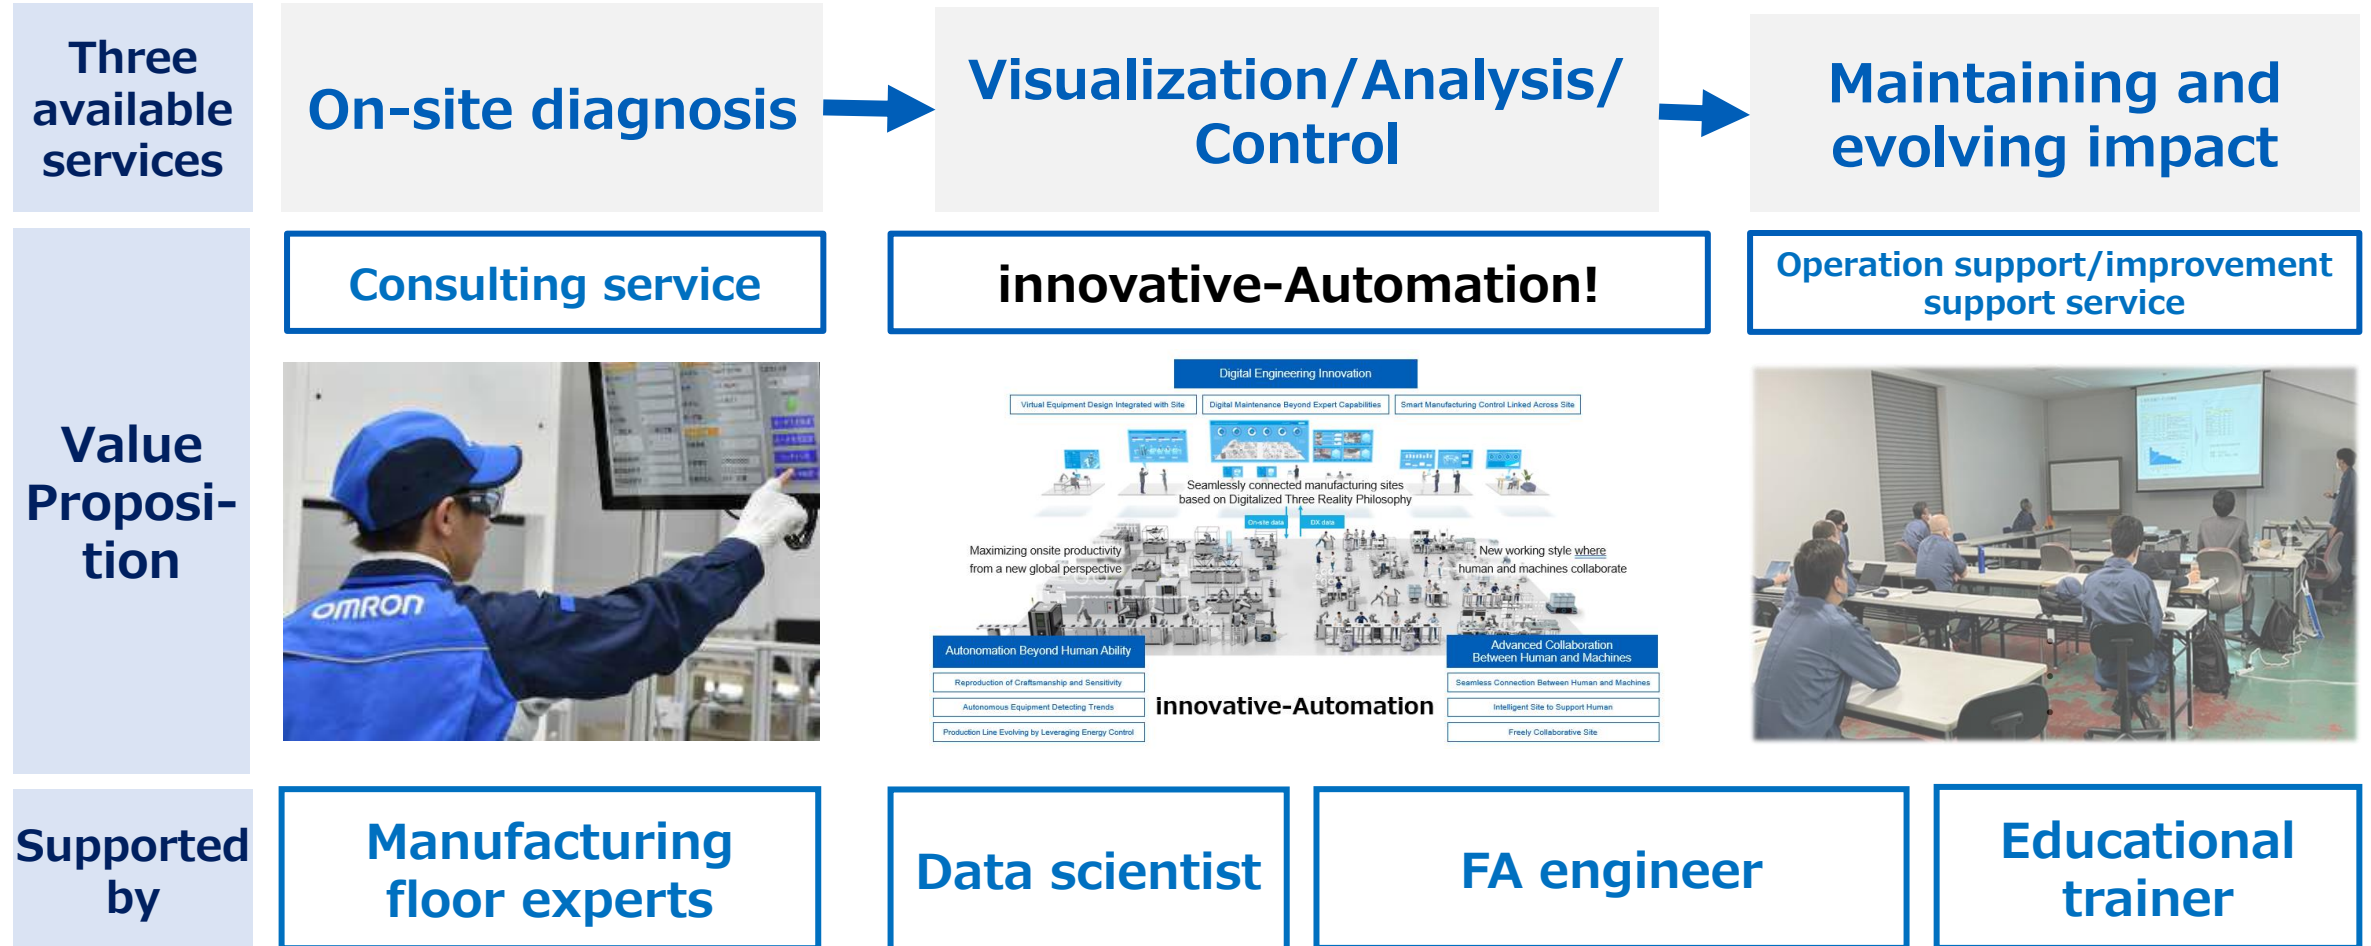 Three
available
services
On-site diagnosis
Visualization/Analysis/
Control
Maintaining and
evolving impact
Value
Proposi-
tion
Consulting service
innovative-Automation!
Operation support/improvement
support service
OMRON
Digital Engineering Innovation
Virtual Equipment Design Integrated with Site
Digital Maintenance Beyond Expert Capabilities
Smart Manufacturing Control Linked Across Site
Seamlessly connected manufacturing sites
based on Digitalized Three Reality Philosophy
On-site data
DX data
Maximizing onsite productivity
from a new global perspective
New working style where
human and machines collaborate
Autonomation Beyond Human Ability
Reproduction of Craftsmanship and Sensitivity
Autonomous Equipment Detecting Trends
Production Line Evolving by Leveraging Energy Control
innovative-Automation
Advanced Collaboration
Between Human and Machines
Seamless Connection Between Human and Machines
Intelligent Site to Support Human
Freely Collaborative Site
Supported
by
Manufacturing
floor experts
Data scientist
FA engineer
Educational
trainer